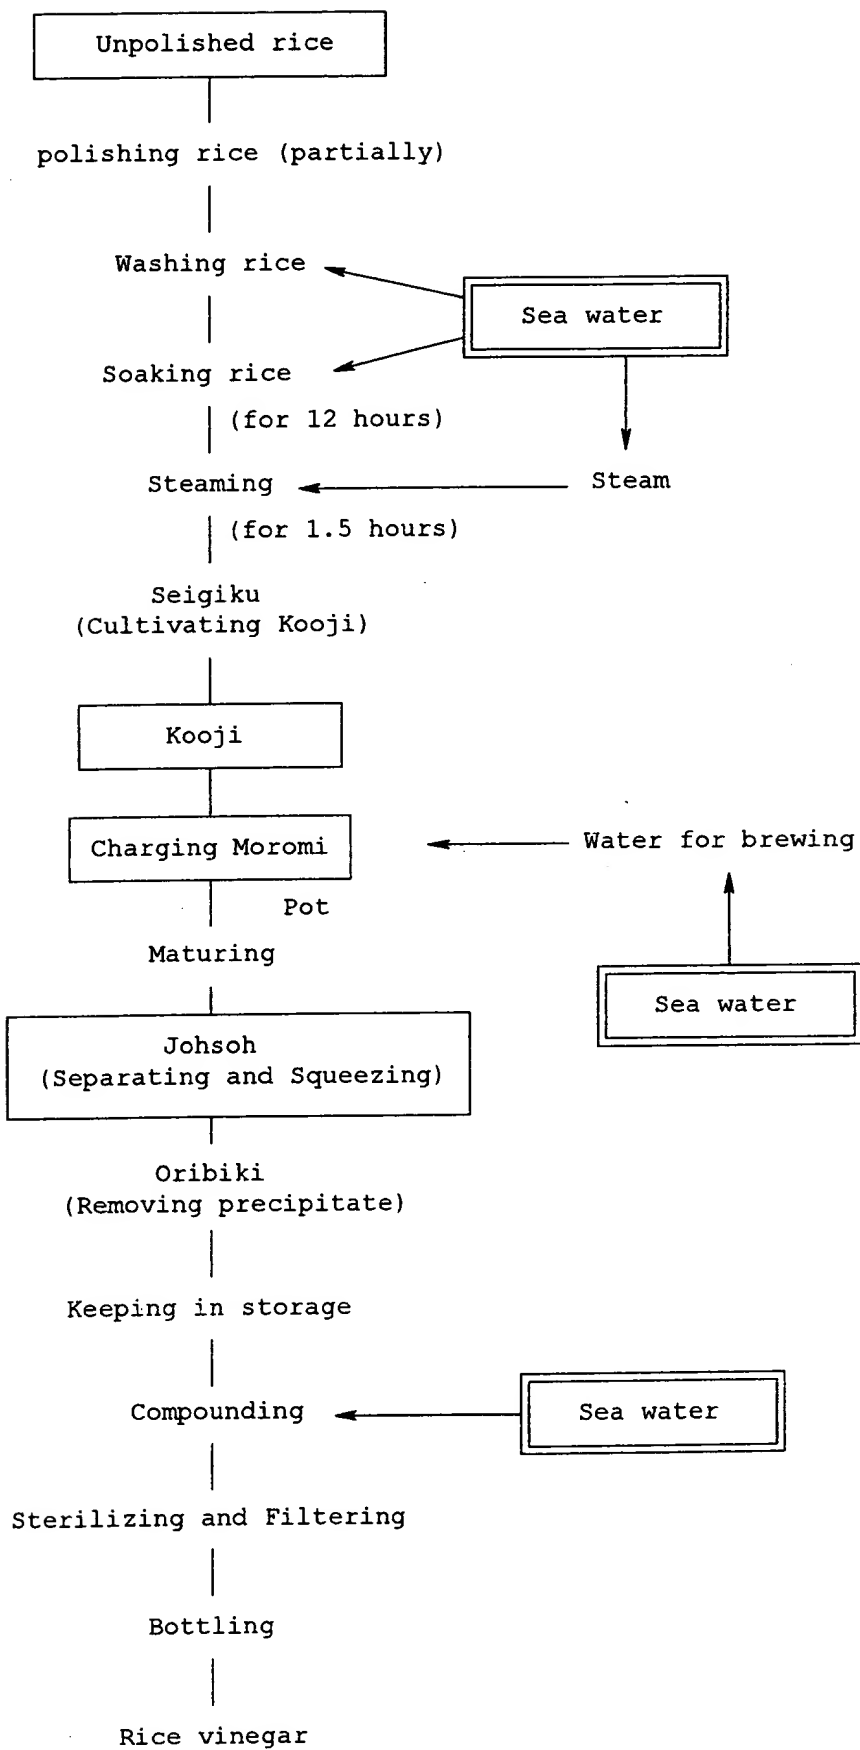 Unpolished rice
polishing rice (partially)
Washing rice
Sea water
Soaking rice
(for 12 hours)
Steaming
Steam
(for 1.5 hours)
Seigiku
(Cultivating Kooji)
Kooji
Charging Moromi
Water for brewing
Pot
Maturing
Sea water
Johsoh
(Separating and Squeezing)
Oribiki
(Removing precipitate)
Keeping in storage
Compounding
Sea water
Sterilizing and Filtering
Bottling
Rice vinegar